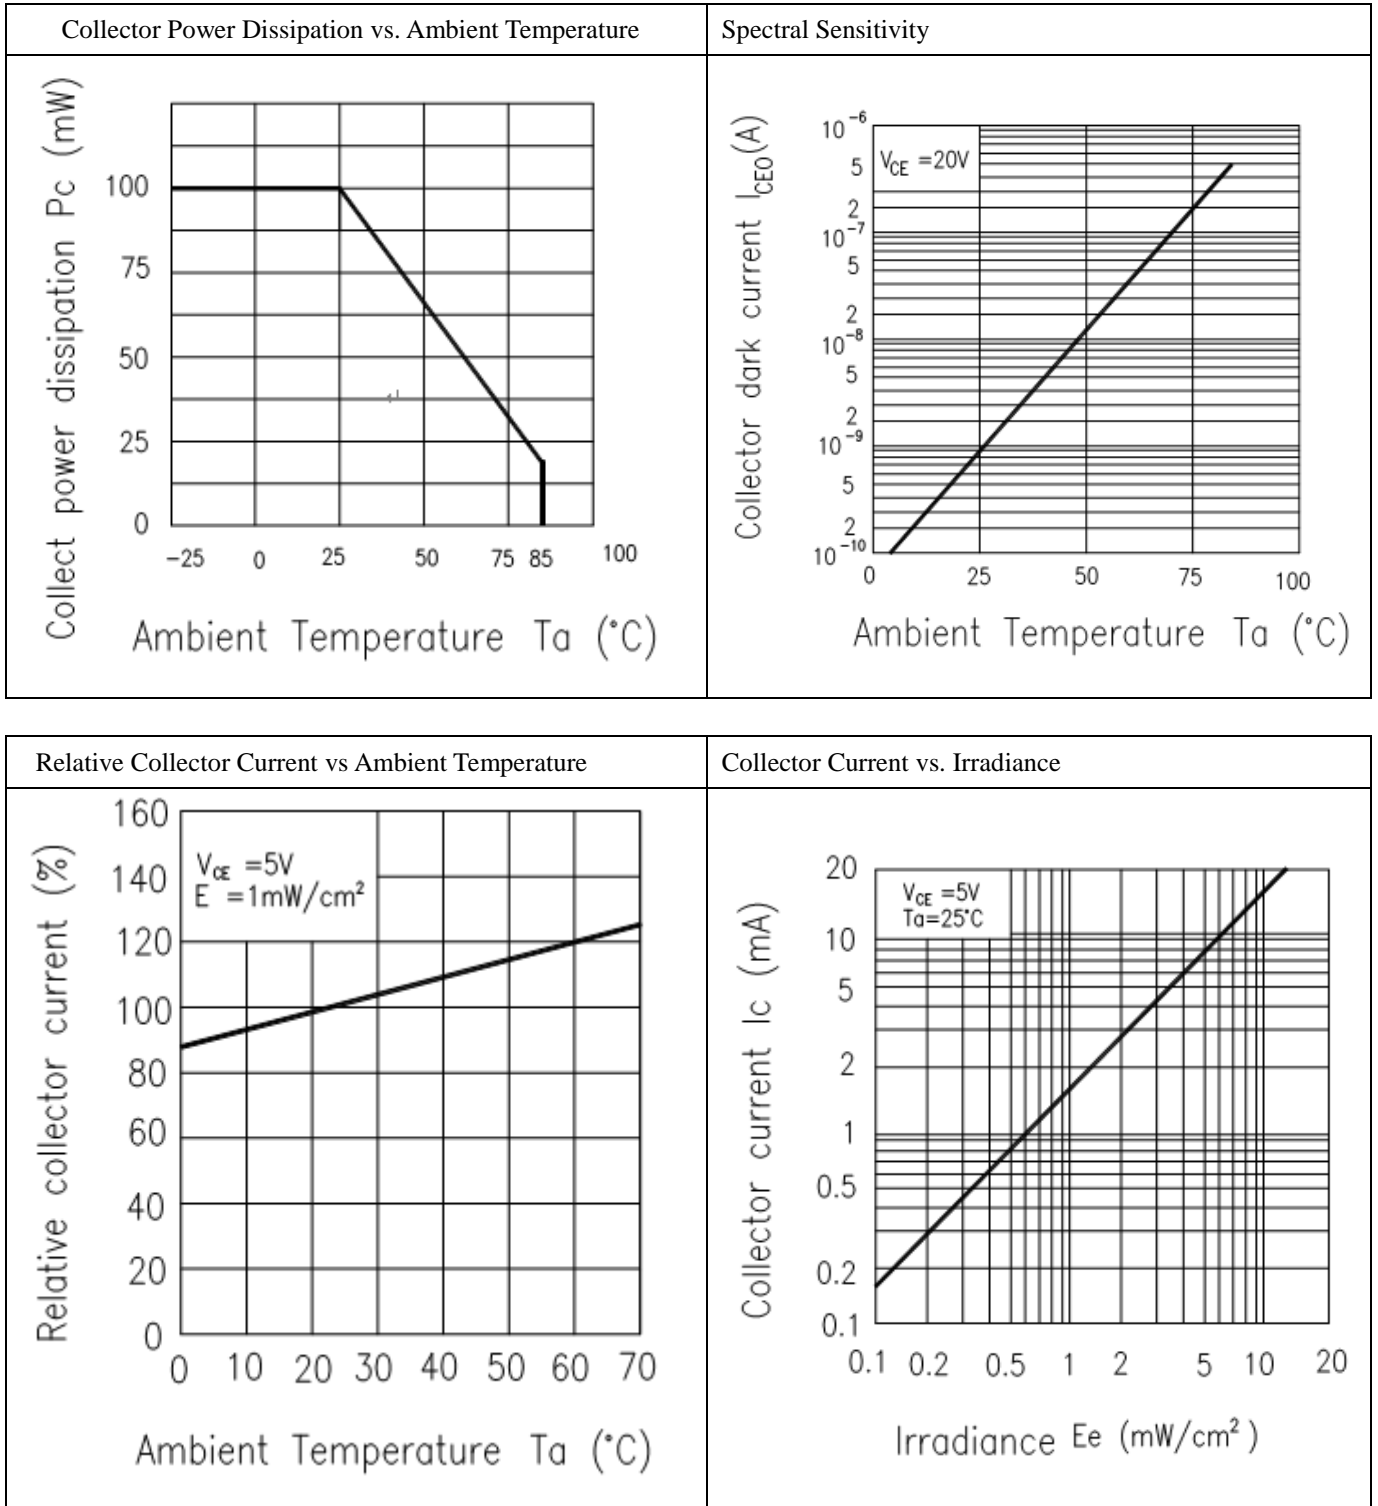 Collector Power Dissipation vs. Ambient Temperature
Collect power dissipation Pc (mW)
100
75
50
25
0
-25 0 25 50 75 85 100
Ambient Temperature Ta (°C)
Spectral Sensitivity
Collector dark current ICEO(A)
VCE =20V
10-6
5
2
10-7
5
2
10-8
5
2
10-9
5
2
10-10
0 25 50 75 100
Ambient Temperature Ta (°C)
Relative Collector Current vs Ambient Temperature
Relative collector current (%)
VCE =5V
E =1mW/cm²
160
140
120
100
80
60
40
20
0
0 10 20 30 40 50 60 70
Ambient Temperature Ta (°C)
Collector Current vs. Irradiance
Collector current Ic (mA)
VCE =5V
Ta=25°C
20
10
5
2
1
0.5
0.2
0.1
0.1 0.2 0.5 1 2 5 10 20
Irradiance Ee (mW/cm²)